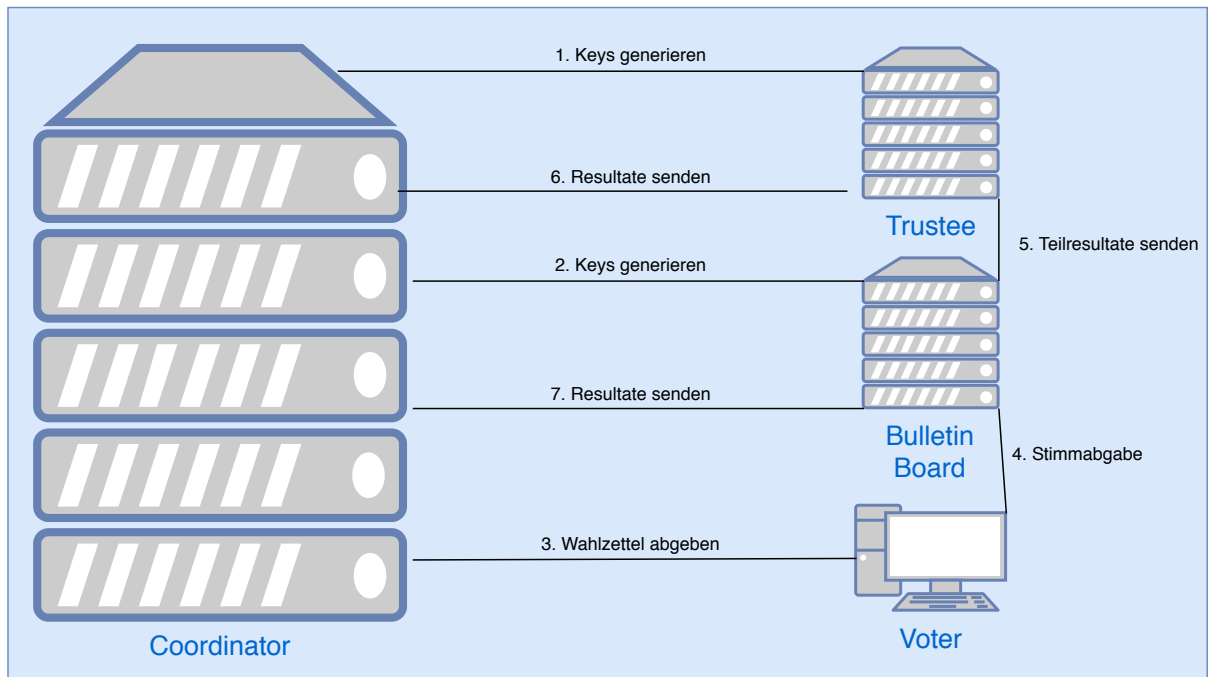 1. Keys generieren
6. Resultate senden
Trustee
5. Teilresultate senden
2. Keys generieren
7. Resultate senden
Bulletin
Board
4. Stimmabgabe
3. Wahlzettel abgeben
Coordinator
Voter